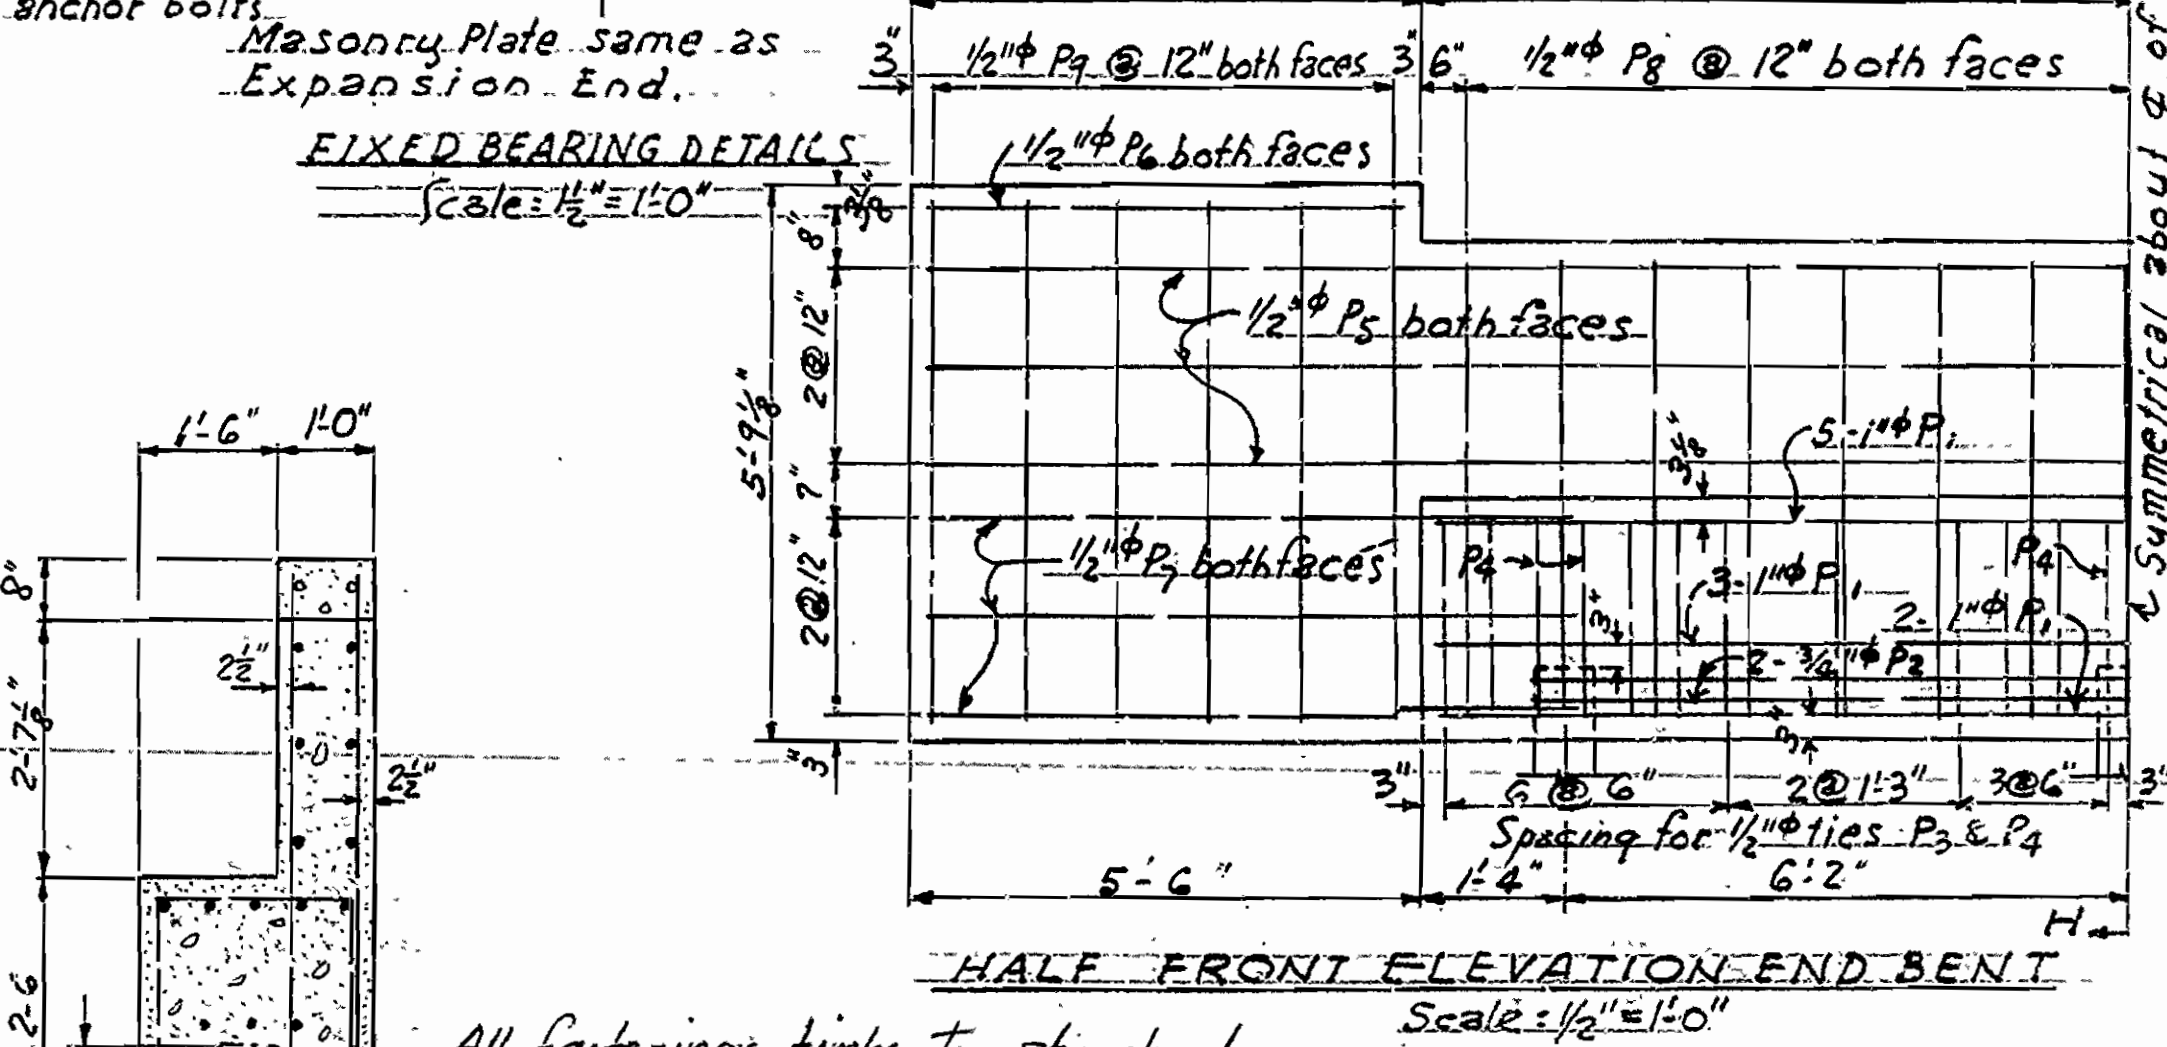 anchor bolts
Masonry Plate same as
Expansion End.
FIXED BEARING DETAILS
Scale: 1½" = 1'-0"
3"
1/2"ϕ P9 @ 12" both faces
3"
6"
1/2"ϕ P8 @ 12" both faces
1/2"ϕ P6 both faces
8"
2@12"
5'-9⅛"
7"
2@12"
3"
1/2"ϕ P5 both faces
5-1"ϕ P1
1/2"ϕ P7 both faces
P4
3-1"ϕ P1
P4
2-1"ϕ P1
3"
2-3/4"ϕ P2
3"
℄ Summetrical about ℄ of
3"
6 @ 6"
2@1'-3"
3@6"
3"
Spacing for 1/2"ϕ ties P3 & P4
5'-6"
1'-4"
6'-2"
H
HALF FRONT ELEVATION END BENT
Scale: 1/2" = 1'-0"
1'-6"
1'-0"
8"
2½"
2'-7⅛"
2½"
2-6
All